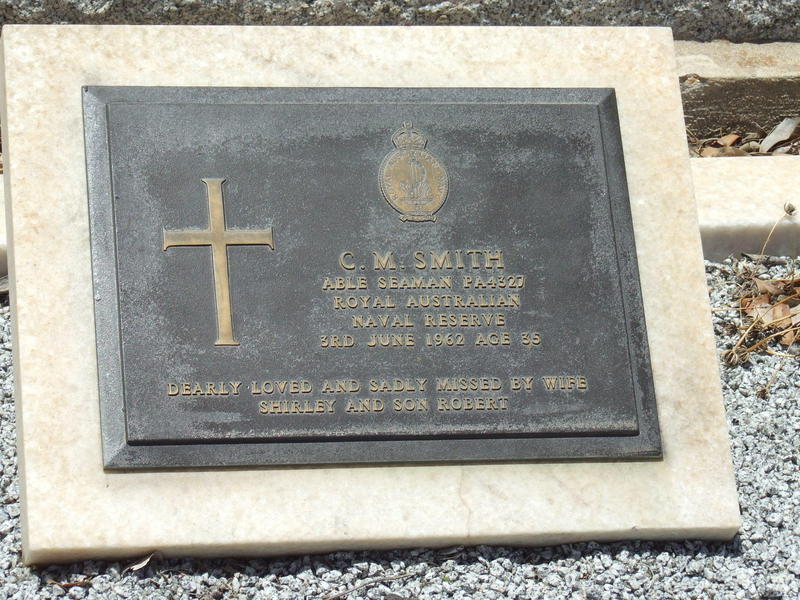 C. M. SMITH
ABLE SEAMAN PA4327
ROYAL AUSTRALIAN
NAVAL RESERVE
3RD JUNE 1962 AGE 35
DEARLY LOVED AND SADLY MISSED BY WIFE
SHIRLEY AND SON ROBERT